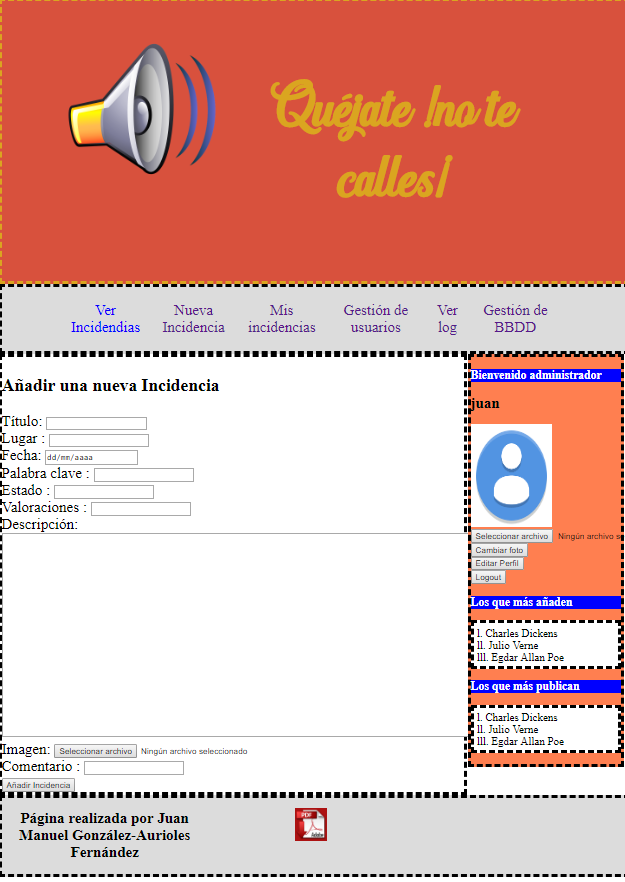 Quéjate !no te
calles¡
Ver
Incidendias
Nueva
Incidencia
Mis
incidencias
Gestión de
usuarios
Ver
log
Gestión de
BBDD
Añadir una nueva Incidencia
Título:
Lugar :
Fecha: dd/mm/aaaa
Palabra clave :
Estado :
Valoraciones :
Descripción:
Imagen: Seleccionar archivo Ningún archivo seleccionado
Comentario :
Añadir Incidencia
Bienvenido administrador
juan
Seleccionar archivo Ningún archivo se
Cambiar foto
Editar Perfil
Logout
Los que más añaden
l. Charles Dickens
ll. Julio Verne
lll. Egdar Allan Poe
Los que más publican
l. Charles Dickens
ll. Julio Verne
lll. Egdar Allan Poe
Página realizada por Juan
Manuel González-Aurioles
Fernández
PDF
Adobe